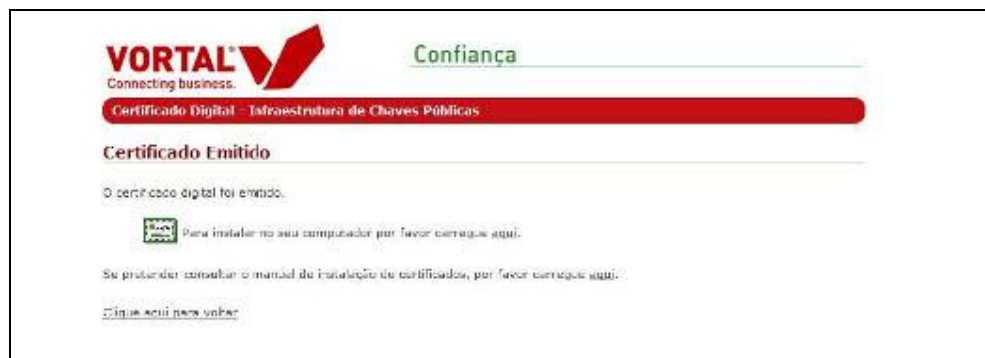 VORTAL
Connecting business.
Confiança
Certificado Digital - Infraestrutura de Chaves Públicas
Certificado Emitido
O certificado digital foi emitido.
Para instalar no seu computador por favor carregue aqui.
Se pretender consultar o manual de instalação de certificados, por favor carregue aqui.
Clique aqui para voltar